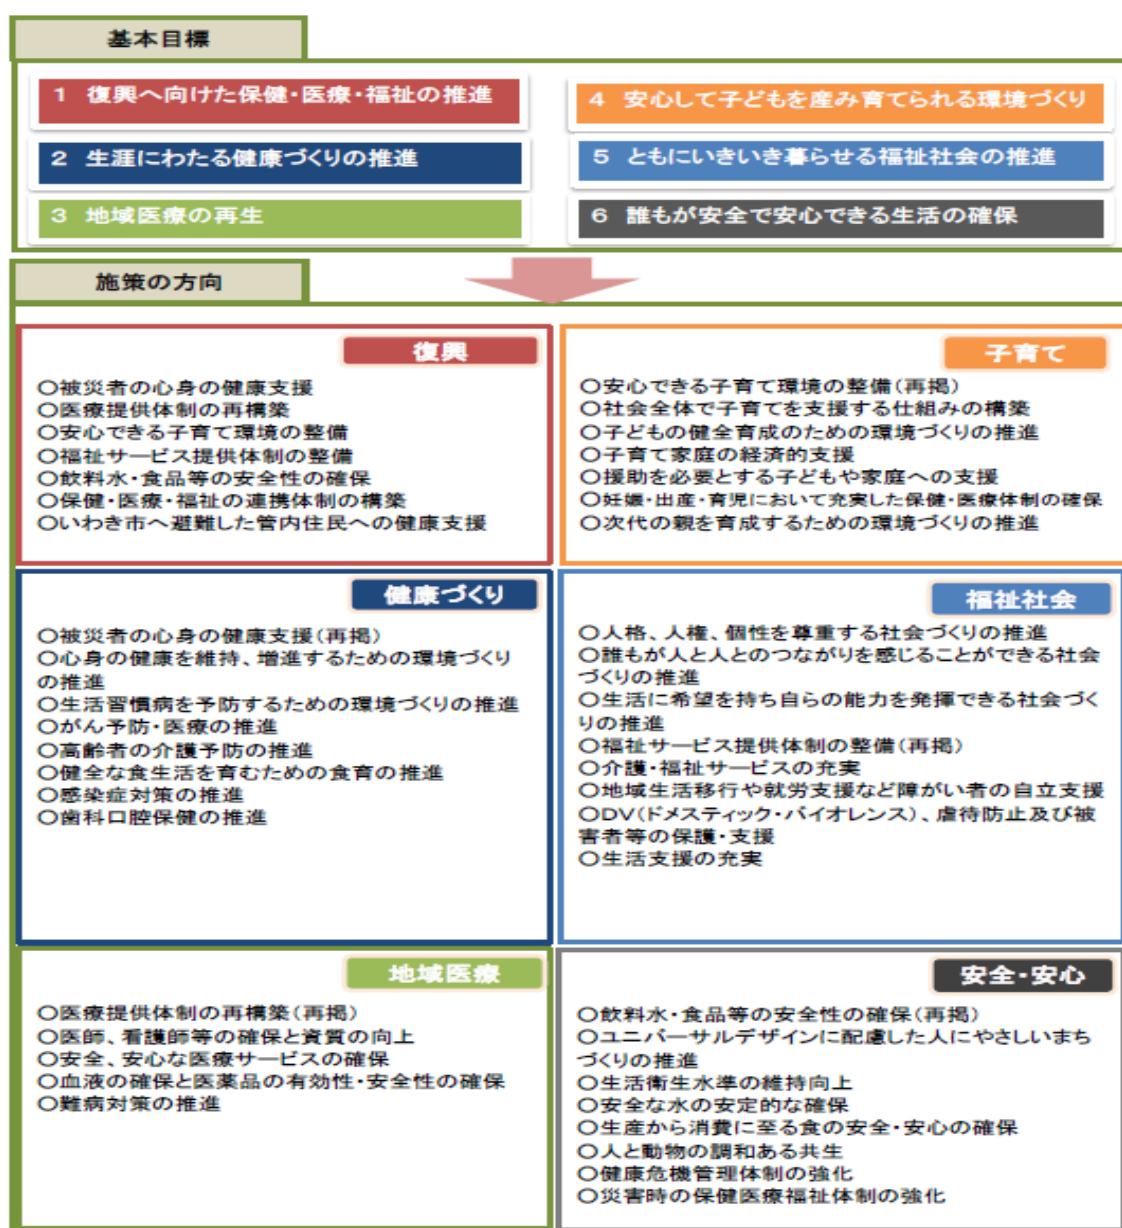 基本目標
1 復興へ向けた保健・医療・福祉の推進
2 生涯にわたる健康づくりの推進
3 地域医療の再生
4 安心して子どもを産み育てられる環境づくり
5 ともにいきいき暮らせる福祉社会の推進
6 誰もが安全で安心できる生活の確保
施策の方向
復興
○被災者の心身の健康支援
○医療提供体制の再構築
○安心できる子育て環境の整備
○福祉サービス提供体制の整備
○飲料水・食品等の安全性の確保
○保健・医療・福祉の連携体制の構築
○いわき市へ避難した管内住民への健康支援
子育て
○安心できる子育て環境の整備(再掲)
○社会全体で子育てを支援する仕組みの構築
○子どもの健全育成のための環境づくりの推進
○子育て家庭の経済的支援
○援助を必要とする子どもや家庭への支援
○妊娠・出産・育児において充実した保健・医療体制の確保
○次代の親を育成するための環境づくりの推進
健康づくり
○被災者の心身の健康支援(再掲)
○心身の健康を維持、増進するための環境づくり
の推進
○生活習慣病を予防するための環境づくりの推進
○がん予防・医療の推進
○高齢者の介護予防の推進
○健全な食生活を育むための食育の推進
○感染症対策の推進
○歯科口腔保健の推進
福祉社会
○人格、人権、個性を尊重する社会づくりの推進
○誰もが人と人とのつながりを感じることができる社会
づくりの推進
○生活に希望を持ち自らの能力を発揮できる社会づく
りの推進
○福祉サービス提供体制の整備(再掲)
○介護・福祉サービスの充実
○地域生活移行や就労支援など障がい者の自立支援
○DV(ドメスティック・バイオレンス)、虐待防止及び被
害者等の保護・支援
○生活支援の充実
地域医療
○医療提供体制の再構築(再掲)
○医師、看護師等の確保と資質の向上
○安全、安心な医療サービスの確保
○血液の確保と医薬品の有効性・安全性の確保
○難病対策の推進
安全・安心
○飲料水・食品等の安全性の確保(再掲)
○ユニバーサルデザインに配慮した人にやさしいまち
づくりの推進
○生活衛生水準の維持向上
○安全な水の安定的な確保
○生産から消費に至る食の安全・安心の確保
○人と動物の調和ある共生
○健康危機管理体制の強化
○災害時の保健医療福祉体制の強化